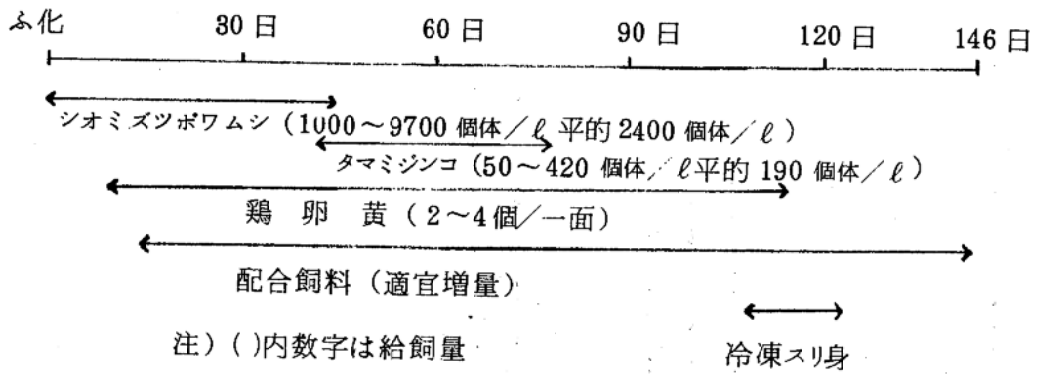 ふ化 30日 60日 90日 120日 146日
シオミズツボワムシ（1000～9700個体／ℓ 平的2400個体／ℓ）
タマミジンコ（50～420個体／ℓ平的190個体／ℓ）
鶏卵黄（2～4個／一面）
配合飼料（適宜増量）
冷凍スリ身
注）( )内数字は給飼量